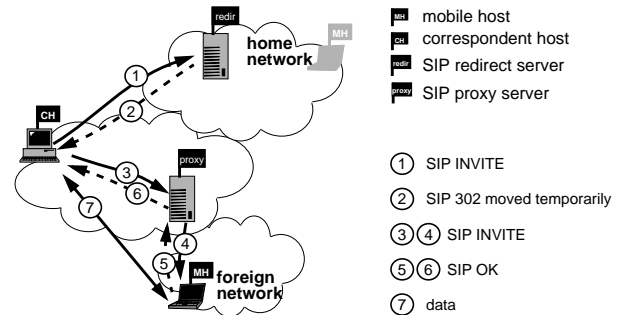 redir
MH
home
network
1
2
CH
proxy
3
6
7
4
5
MH
foreign
network
MH mobile host
CH correspondent host
redir SIP redirect server
proxy SIP proxy server
1 SIP INVITE
2 SIP 302 moved temporarily
3 4 SIP INVITE
5 6 SIP OK
7 data